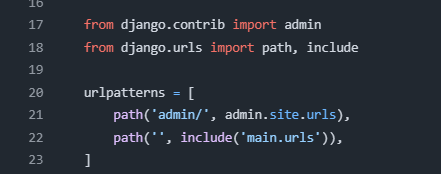 16
17 from django.contrib import admin
18 from django.urls import path, include
19
20 urlpatterns = [
21     path('admin/', admin.site.urls),
22     path('', include('main.urls')),
23 ]